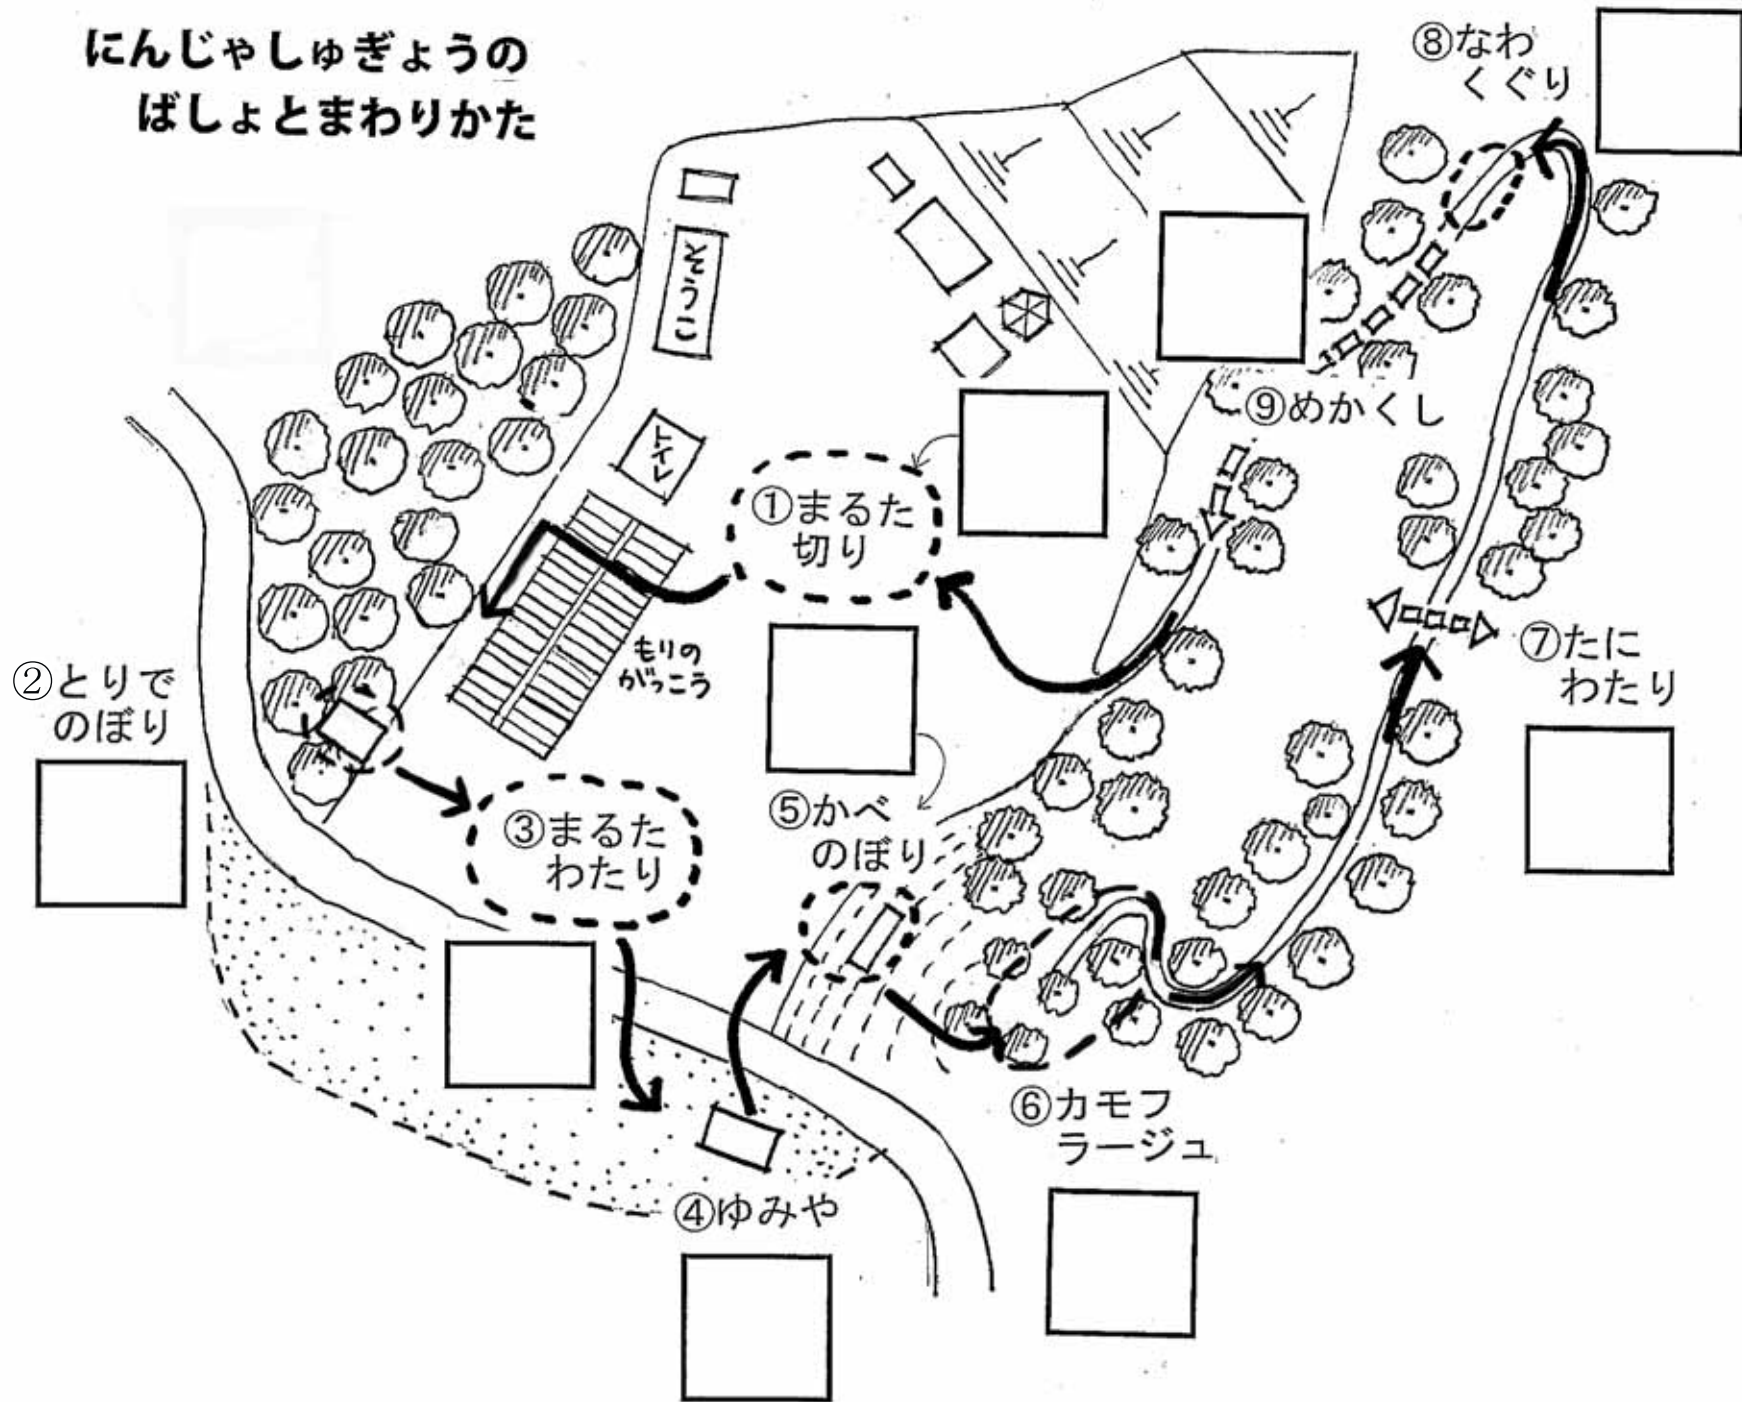 にんじゃしゅぎょうの
ばしょとまわりかた
⑧なわ
くぐり
そうこ
⑨めかくし
トイレ
①まるた
切り
もりの
がっこう
⑦たに
わたり
②とりで
のぼり
⑤かべ
のぼり
③まるた
わたり
⑥カモフ
ラージュ
④ゆみや